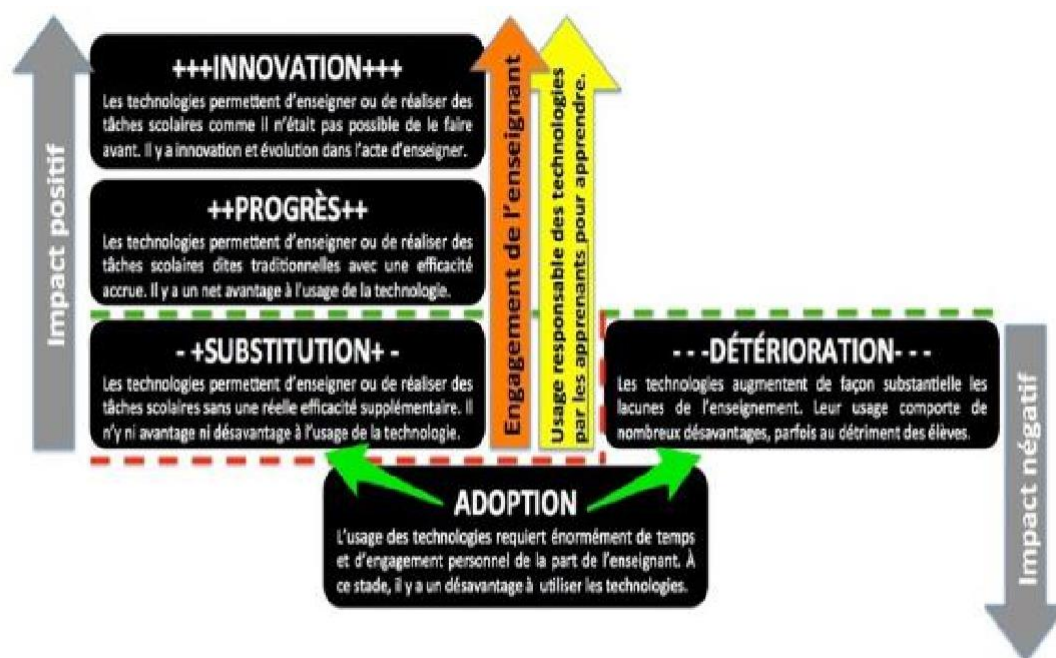 +++INNOVATION+++
Les technologies permettent d'enseigner ou de réaliser des
tâches scolaires comme il n'était pas possible de le faire
avant. Il y a innovation et évolution dans l'acte d'enseigner.
++PROGRÈS++
Les technologies permettent d'enseigner ou de réaliser des
tâches scolaires dites traditionnelles avec une efficacité
accrue. Il y a un net avantage à l'usage de la technologie.
- +SUBSTITUTION+ -
Les technologies permettent d'enseigner ou de réaliser des
tâches scolaires sans une réelle efficacité supplémentaire. Il
n'y ni avantage ni désavantage à l'usage de la technologie.
Impact positif
Engagement de l'enseignant
Usage responsable des technologies
par les apprenants pour apprendre.
- - -DÉTÉRIORATION- - -
Les technologies augmentent de façon substantielle les
lacunes de l'enseignement. Leur usage comporte de
nombreux désavantages, parfois au détriment des élèves.
Impact négatif
ADOPTION
L'usage des technologies requiert énormément de temps
et d'engagement personnel de la part de l'enseignant. À
ce stade, il y a un désavantage à utiliser les technologies.